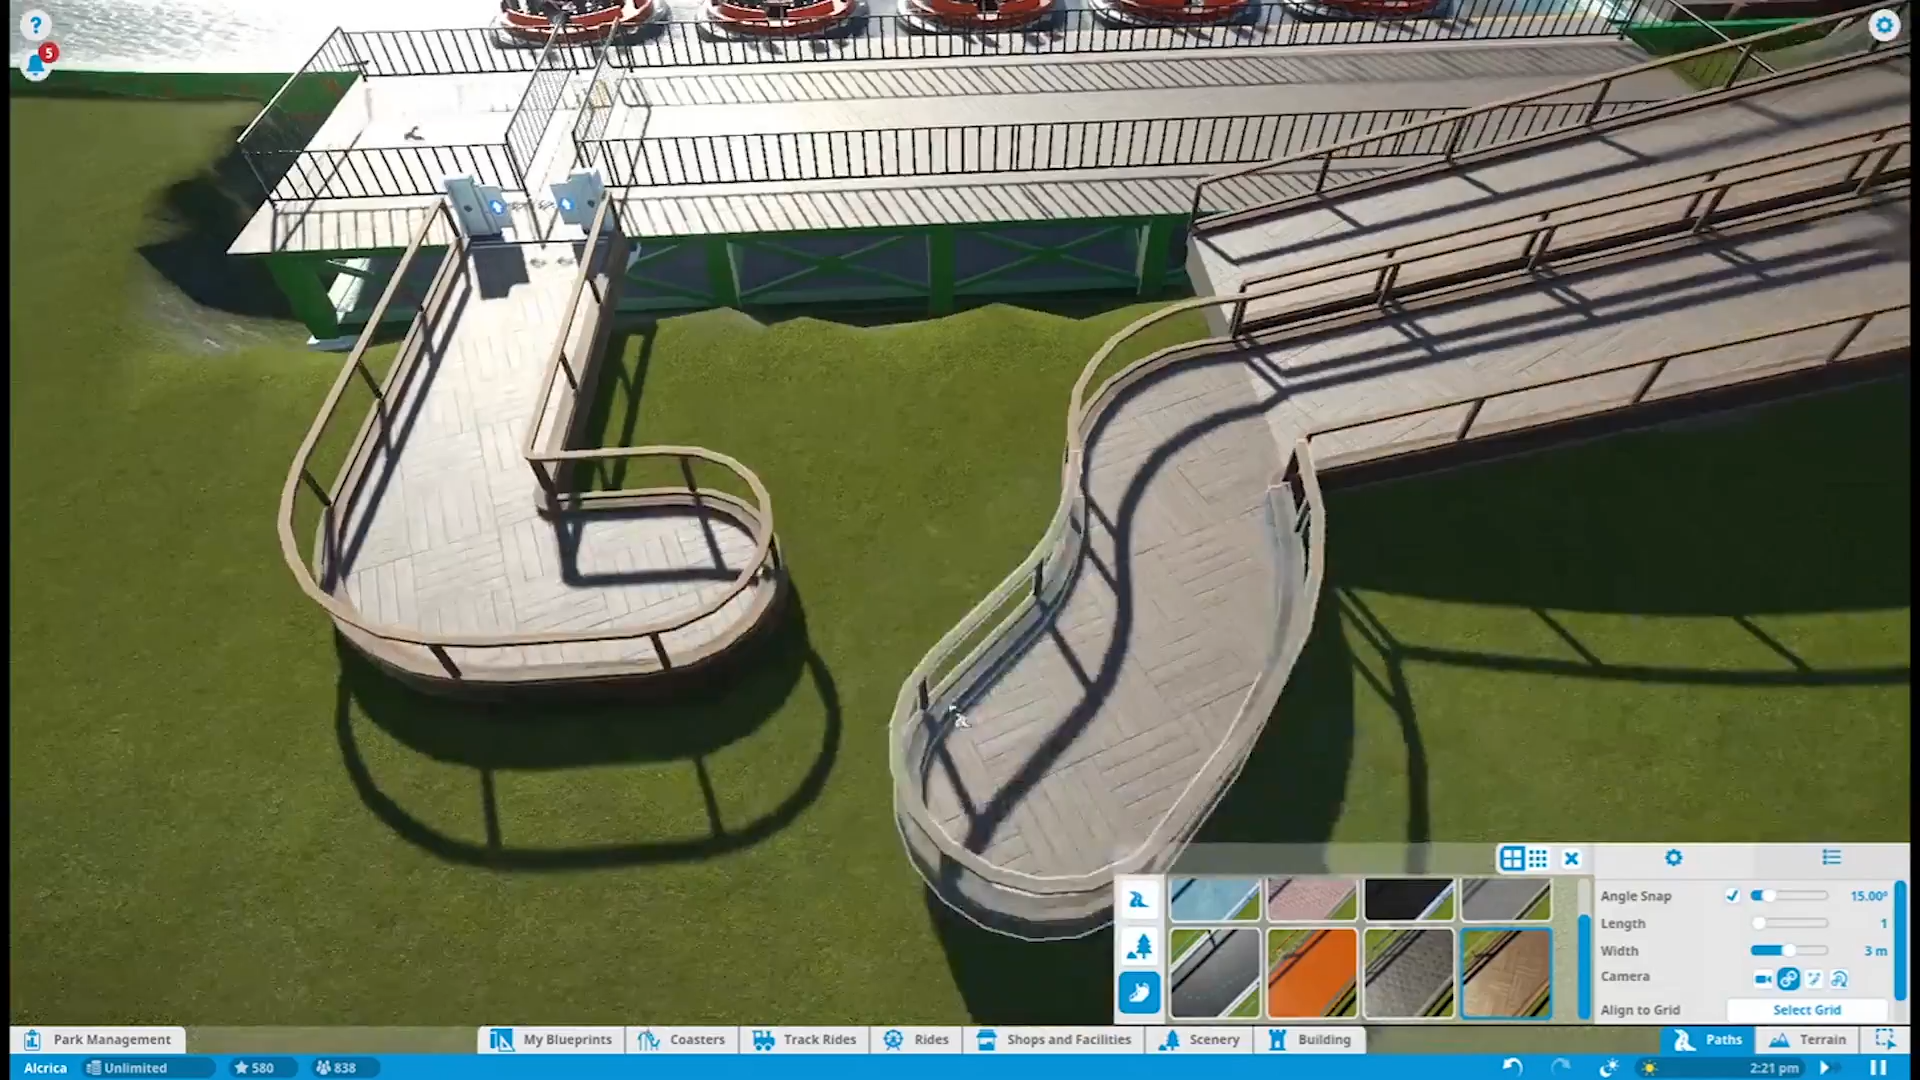 ?
5
Angle Snap 15.00°
Length 1
Width 3 m
Camera
Align to Grid Select Grid
Park Management My Blueprints Coasters Track Rides Rides Shops and Facilities Scenery Building Paths Terrain
Alcrica Unlimited 580 838 2:21 pm